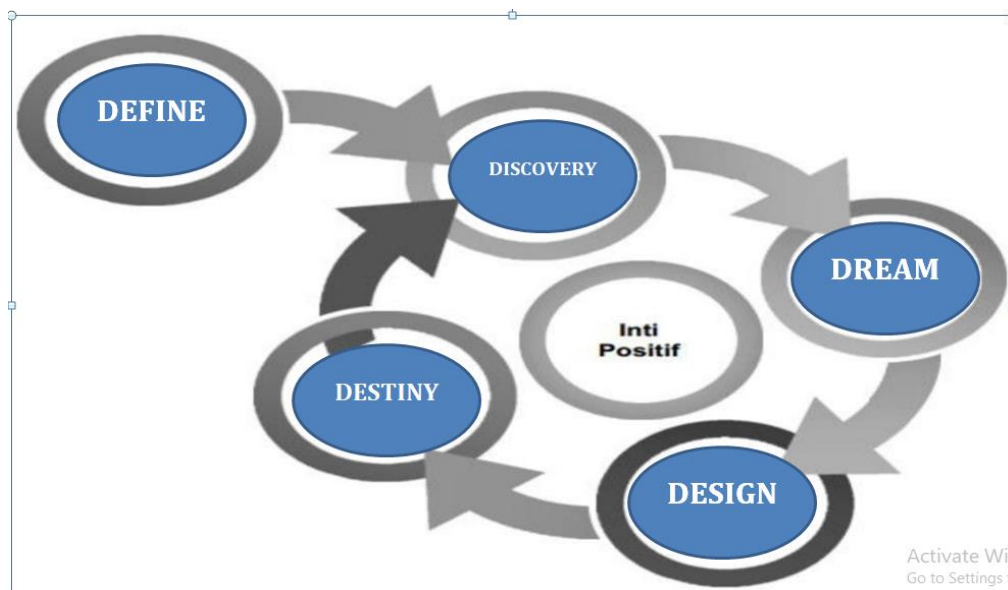 DEFINE
DISCOVERY
DREAM
Inti
Positif
DESTINY
DESIGN
Activate Wi
Go to Settings